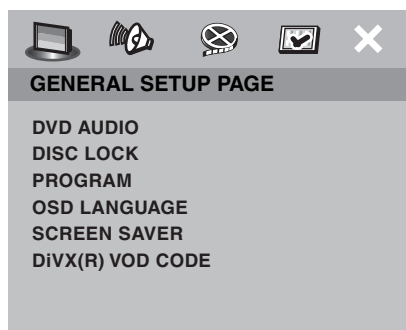 GENERAL SETUP PAGE
DVD AUDIO
DISC LOCK
PROGRAM
OSD LANGUAGE
SCREEN SAVER
DiVX(R) VOD CODE